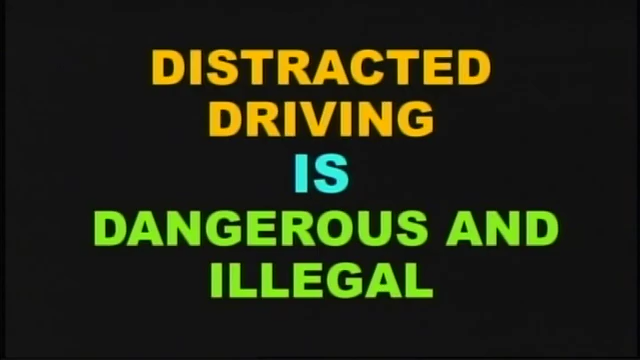 DISTRACTED
DRIVING
IS
DANGEROUS AND
ILLEGAL